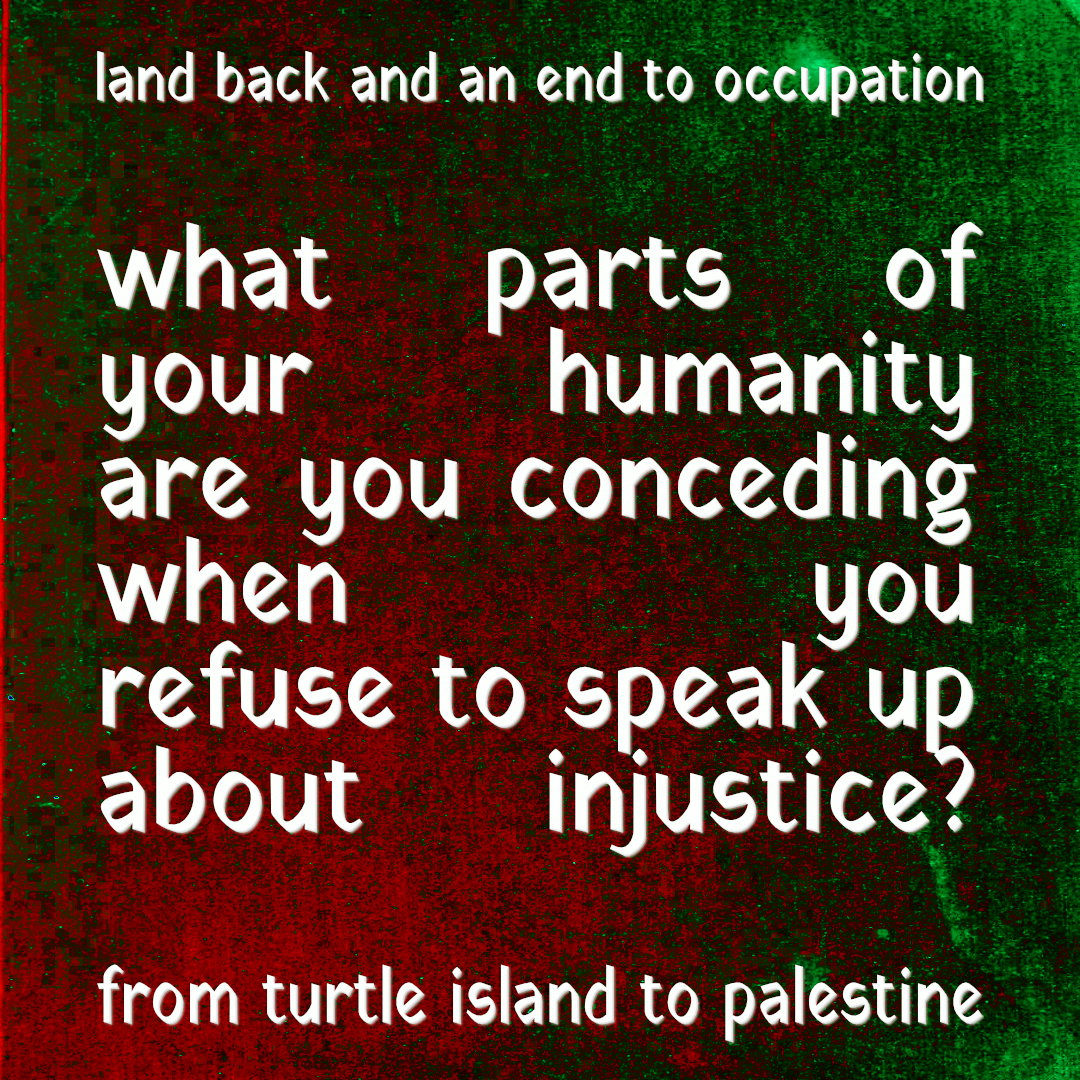 land back and an end to occupation
what parts of
your humanity
are you conceding
when you
refuse to speak up
about injustice?
from turtle island to palestine